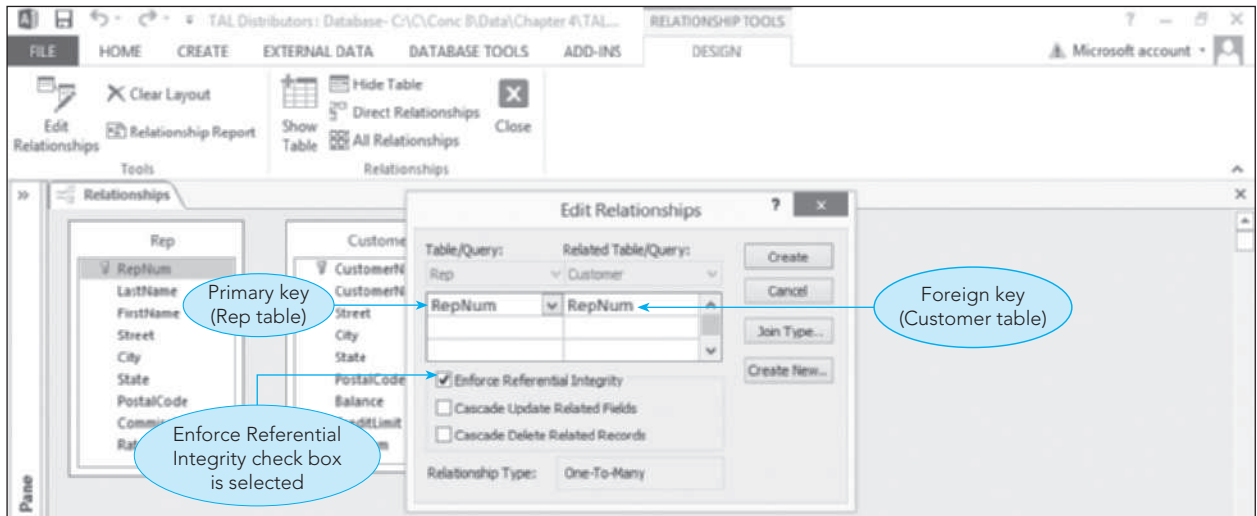 TAL Distributors : Database- C:\C\Conc 8\Data\Chapter 4\TAL...
RELATIONSHIP TOOLS
?
FILE HOME CREATE EXTERNAL DATA DATABASE TOOLS ADD-INS DESIGN
Microsoft account
Edit Relationships
Clear Layout
Relationship Report
Tools
Show Table
Hide Table
Direct Relationships
All Relationships
Close
Relationships
Relationships
Rep
RepNum
LastName
FirstName
Street
City
State
PostalCode
Street
City
State
PostalCode
Balance
Edit Relationships
?
Table/Query: Related Table/Query:
Rep Customer
RepNum RepNum
Enforce Referential Integrity
Cascade Update Related Fields
Cascade Delete Related Records
Relationship Type: One-To-Many
Create
Cancel
Join Type...
Create New...
Primary key
(Rep table)
Foreign key
(Customer table)
Enforce Referential
Integrity check box
is selected
Pane